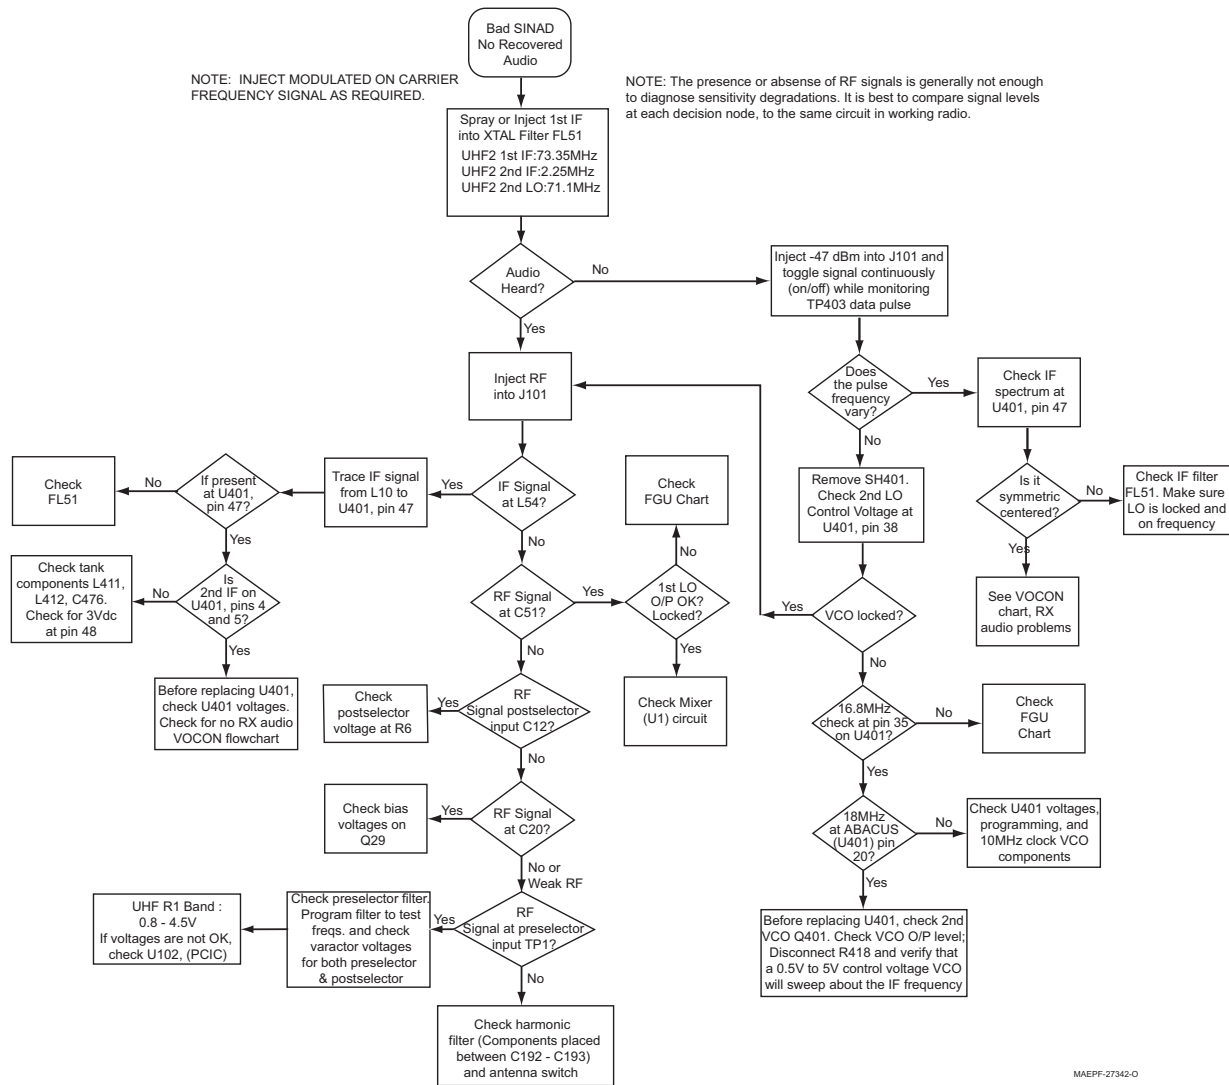 Bad SINAD
No Recovered
Audio
NOTE: INJECT MODULATED ON CARRIER
FREQUENCY SIGNAL AS REQUIRED.
NOTE: The presence or absense of RF signals is generally not enough
to diagnose sensitivity degradations. It is best to compare signal levels
at each decision node, to the same circuit in working radio.
Spray or Inject 1st IF
into XTAL Filter FL51
UHF2 1st IF:73.35MHz
UHF2 2nd IF:2.25MHz
UHF2 2nd LO:71.1MHz
Audio
Heard?
No
Yes
Inject -47 dBm into J101 and
toggle signal continuously
(on/off) while monitoring
TP403 data pulse
Inject RF
into J101
Does
the pulse
frequency
vary?
Yes
No
Check IF
spectrum at
U401, pin 47
Check
FL51
No
If present
at U401,
pin 47?
Yes
Trace IF signal
from L10 to
U401, pin 47
Yes
IF Signal
at L54?
No
Check
FGU Chart
No
Remove SH401.
Check 2nd LO
Control Voltage at
U401, pin 38
Is it
symmetric
centered?
No
Yes
Check IF filter
FL51. Make sure
LO is locked and
on frequency
Check tank
components L411,
L412, C476.
Check for 3Vdc
at pin 48
No
Is
2nd IF on
U401, pins 4
and 5?
Yes
RF Signal
at C51?
Yes
No
1st LO
O/P OK?
Locked?
Yes
Yes
VCO locked?
No
See VOCON
chart, RX
audio problems
Before replacing U401,
check U401 voltages.
Check for no RX audio
VOCON flowchart
Check
postselector
voltage at R6
Yes
RF
Signal postselector
input C12?
No
Check Mixer
(U1) circuit
16.8MHz
check at pin 35
on U401?
No
Yes
Check
FGU
Chart
Check bias
voltages on
Q29
Yes
RF Signal
at C20?
No or
Weak RF
18MHz
at ABACUS
(U401) pin
20?
No
Yes
Check U401 voltages,
programming, and
10MHz clock VCO
components
UHF R1 Band :
0.8 - 4.5V
If voltages are not OK,
check U102, (PCIC)
Check preselector filter.
Program filter to test
freqs. and check
varactor voltages
for both preselector
& postselector
Yes
RF
Signal at preselector
input TP1?
No
Before replacing U401, check 2nd
VCO Q401. Check VCO O/P level;
Disconnect R418 and verify that
a 0.5V to 5V control voltage VCO
will sweep about the IF frequency
Check harmonic
filter (Components placed
between C192 - C193)
and antenna switch
MAEPF-27342-O